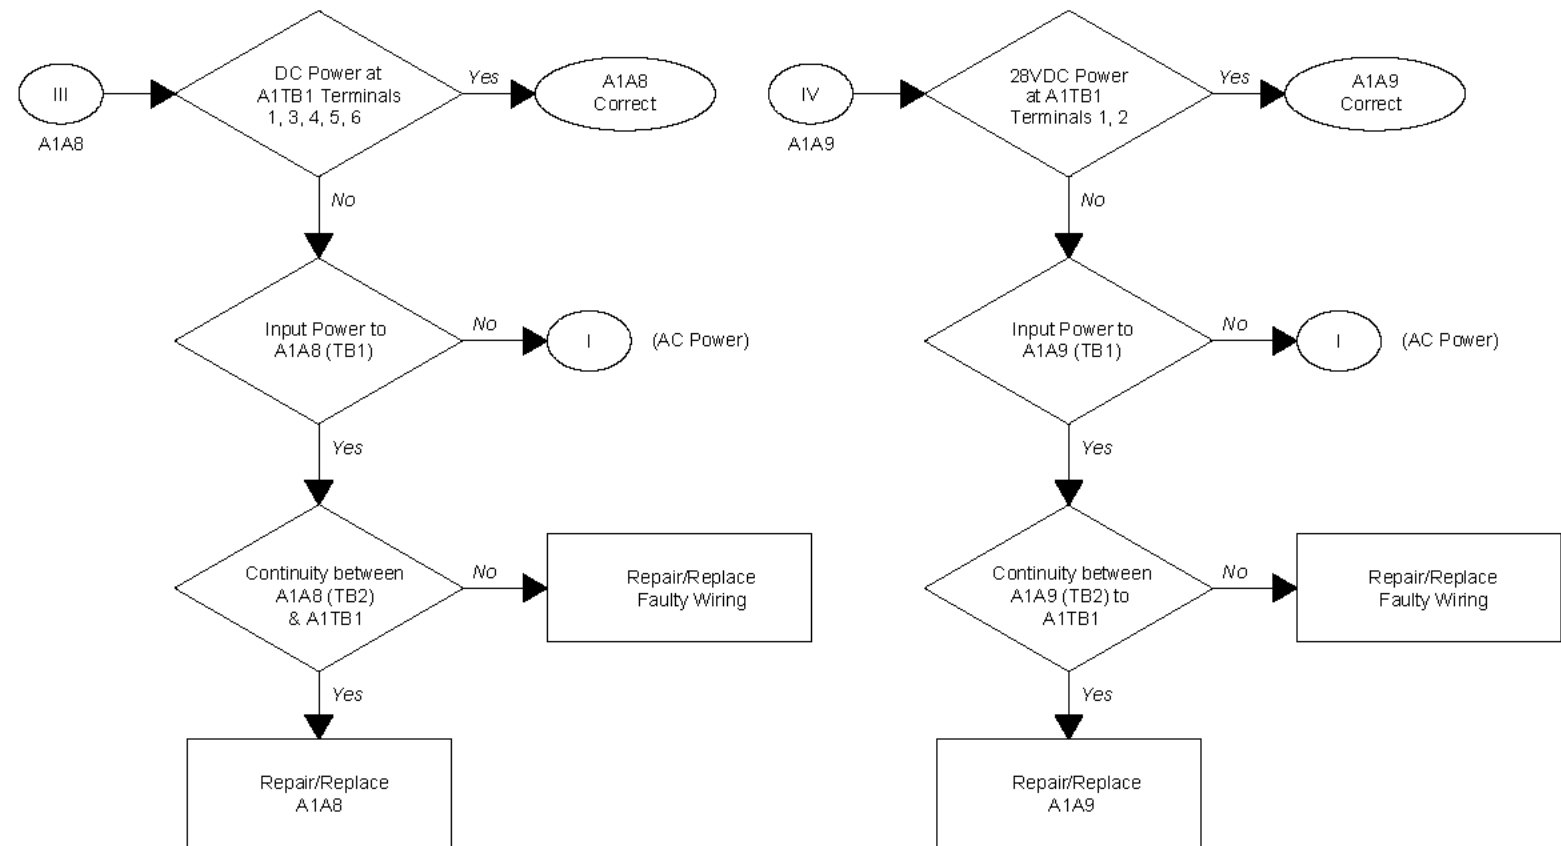 III
A1A8
DC Power at
A1TB1 Terminals
1, 3, 4, 5, 6
Yes
A1A8
Correct
No
Input Power to
A1A8 (TB1)
No
I
(AC Power)
Yes
Continuity between
A1A8 (TB2)
& A1TB1
No
Repair/Replace
Faulty Wiring
Yes
Repair/Replace
A1A8
IV
A1A9
28VDC Power
at A1TB1
Terminals 1, 2
Yes
A1A9
Correct
No
Input Power to
A1A9 (TB1)
No
I
(AC Power)
Yes
Continuity between
A1A9 (TB2) to
A1TB1
No
Repair/Replace
Faulty Wiring
Yes
Repair/Replace
A1A9